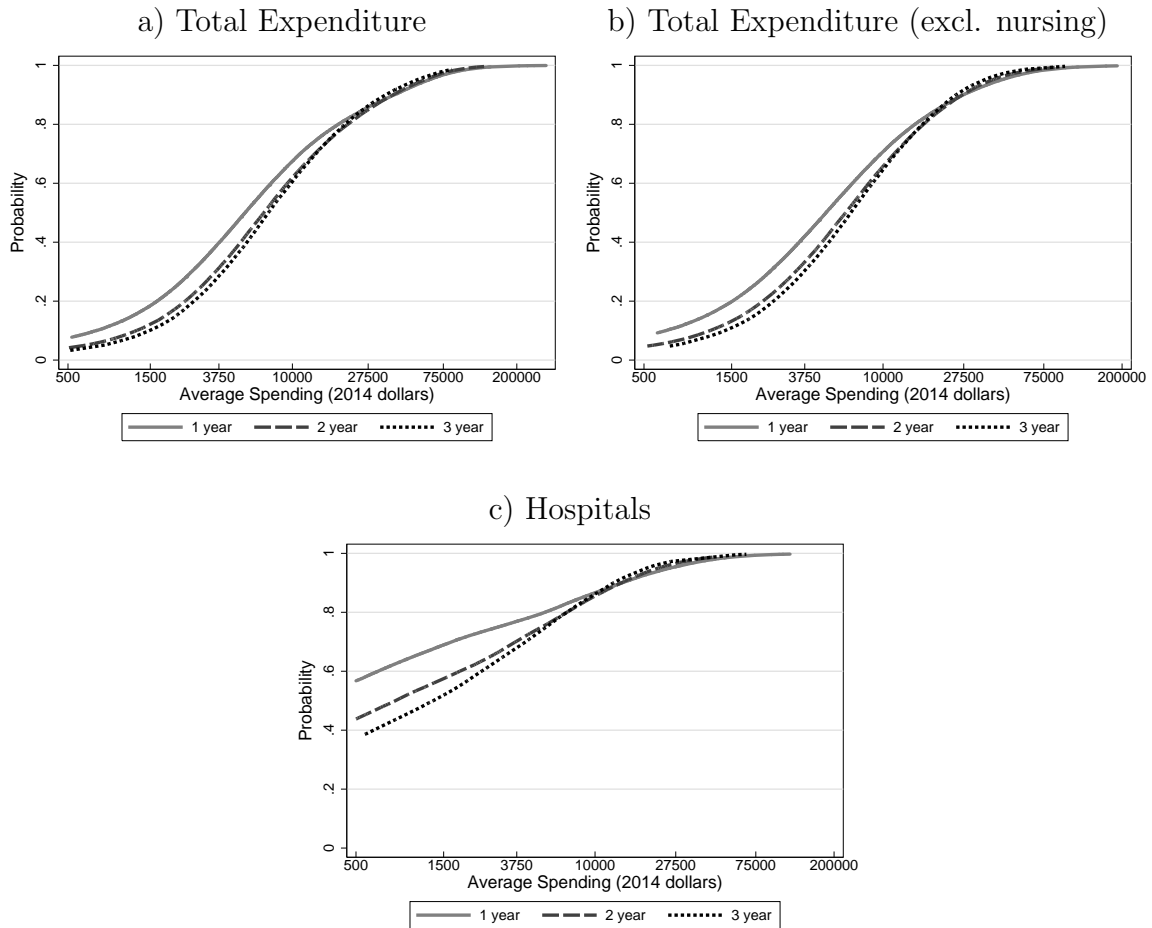 a) Total Expenditure
Probability
0 .2 .4 .6 .8 1
500 1500 3750 10000 27500 75000 200000
Average Spending (2014 dollars)
1 year 2 year 3 year
b) Total Expenditure (excl. nursing)
Probability
0 .2 .4 .6 .8 1
500 1500 3750 10000 27500 75000 200000
Average Spending (2014 dollars)
1 year 2 year 3 year
c) Hospitals
Probability
0 .2 .4 .6 .8 1
500 1500 3750 10000 27500 75000 200000
Average Spending (2014 dollars)
1 year 2 year 3 year